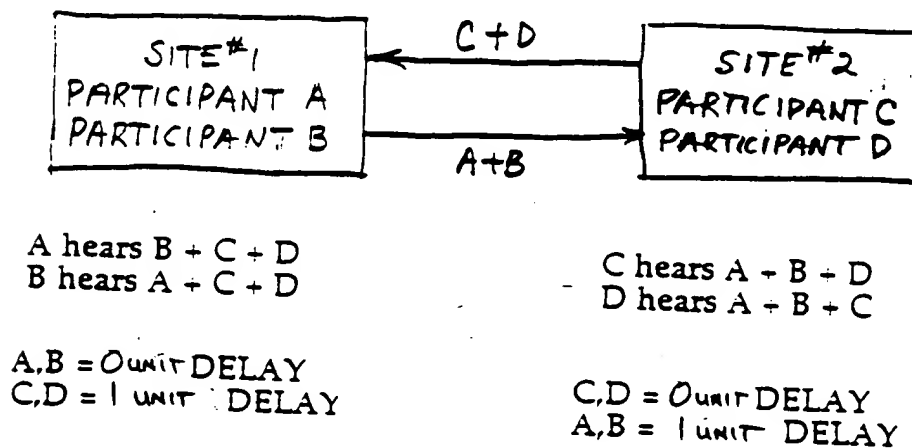 C+D
SITE #1
PARTICIPANT A
PARTICIPANT B
SITE #2
PARTICIPANT C
PARTICIPANT D
A+B
A hears B + C + D
B hears A + C + D
C hears A + B + D
D hears A + B + C
A,B = 0 UNIT DELAY
C,D = 1 UNIT DELAY
C,D = 0 UNIT DELAY
A,B = 1 UNIT DELAY